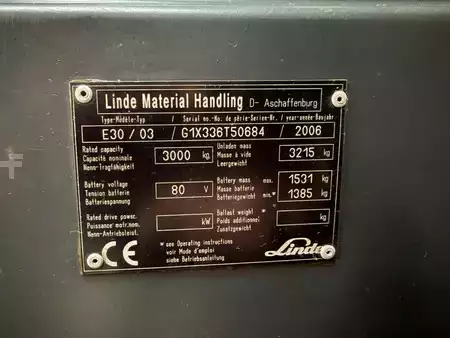 Linde Material Handling D- Aschaffenburg
Type-Modèle-Typ / Serial no.-No. de série-Serien-Nr. / year-année-Baujahr
E30 / 03 / G1X336T50684 / 2006
Rated capacity
Capacité nominale 3000 kg
Nenn-Tragfähigkeit
Unladen mass
Masse à vide 3215 kg
Leergewicht
Battery voltage
Tension batterie 80 V
Batteriespannung
Battery mass max. 1531 kg
Masse batterie
Batteriegewicht min.* 1385 kg
Rated drive powsc.
Puissance mot.nom. kW
Nenn-Antriebsleist.
Ballast weight *
Poids additionnel kg
Zusatzgewicht
CE
* see Operating instructions
voir Mode d'emploi
siehe Betriebsanleitung
Linde